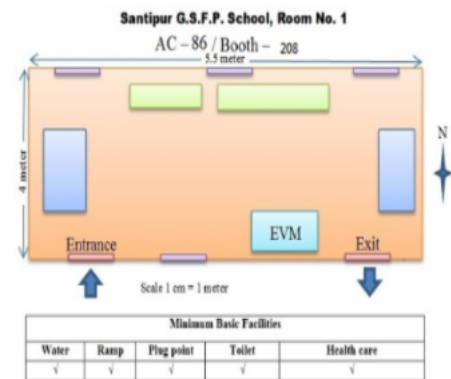 Santipur G.S.F.P. School, Room No. 1
AC – 86 / Booth – 208
5.5 meter
4 meter
N
EVM
Entrance
Exit
Scale 1 cm = 1 meter
Minimum Basic Facilities
Water Ramp Plug point Toilet Health care
√ √ √ √ √